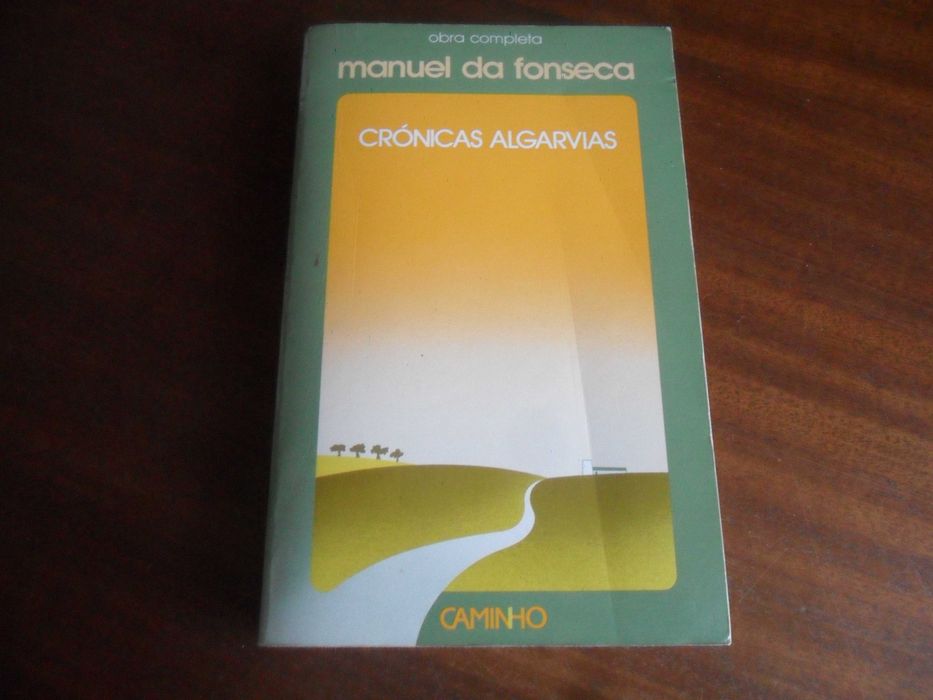 obra completa
manuel da fonseca
CRÓNICAS ALGARVIAS
CAMINHO